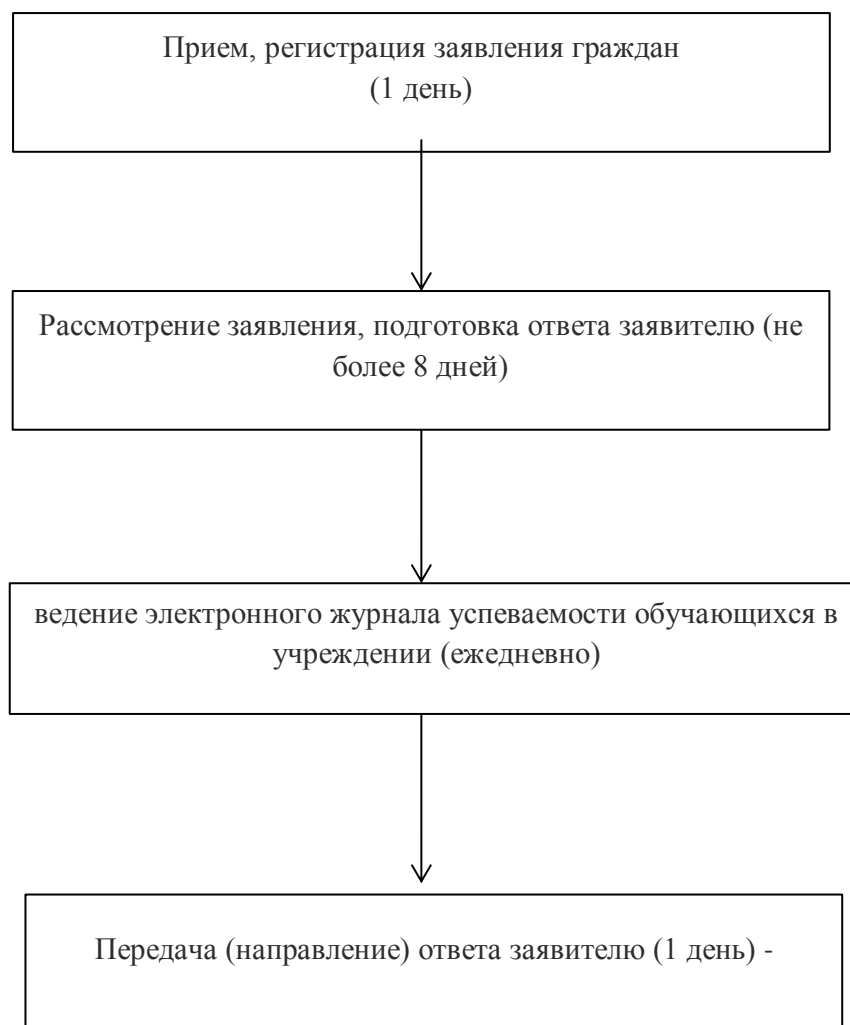 Прием, регистрация заявления граждан
(1 день)
Рассмотрение заявления, подготовка ответа заявителю (не
более 8 дней)
ведение электронного журнала успеваемости обучающихся в
учреждении (ежедневно)
Передача (направление) ответа заявителю (1 день) -